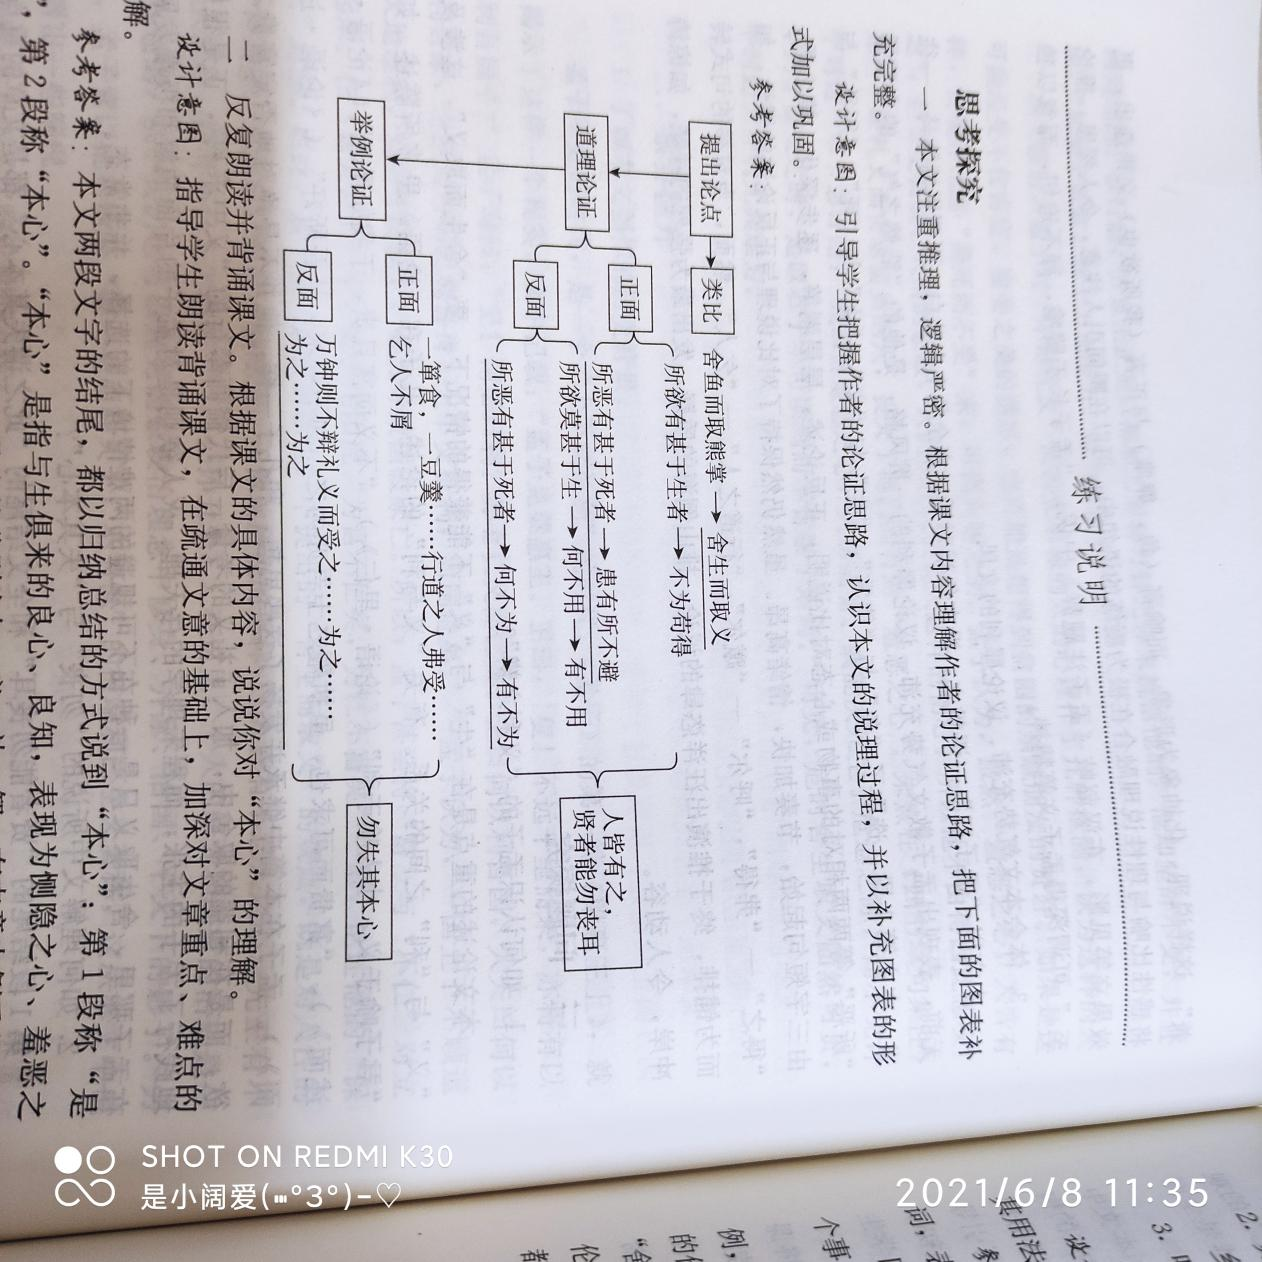 练习说明
思考探究
一 本文注重推理，逻辑严密。根据课文内容理解作者的论证思路，把下面的图表补
充完整。
设计意图：引导学生把握作者的论证思路，认识本文的说理过程，并以补充图表的形
式加以巩固。
参考答案：
提出论点
类比
舍鱼而取熊掌→舍生而取义
道理论证
正面
所欲有甚于生者→不为苟得
所恶有甚于死者→患有所不避
反面
所欲莫甚于生→何不用→有不用
所恶有甚于死者→何不为→有不为
人皆有之，
贤者能勿丧耳
举例论证
正面
一箪食，一豆羹……行道之人弗受……
乞人不屑
反面
万钟则不辩礼义而受之……为之……
为之……为之
勿失其本心
二 反复朗读并背诵课文。根据课文的具体内容，说说你对“本心”的理解。
设计意图：指导学生朗读背诵课文，在疏通文意的基础上，加深对文章重点、难点的
解。
参考答案：本文两段文字的结尾，都以归纳总结的方式说到“本心”：第1段称“是
”，第2段称“本心”。“本心”是指与生俱来的良心、良知，表现为恻隐之心、羞恶之
SHOT ON REDMI K30
是小阔爱(⑉°3°)-♡
2021/6/8 11:35
2.
3.
其用法
词，
个事
例，
的
伦
者